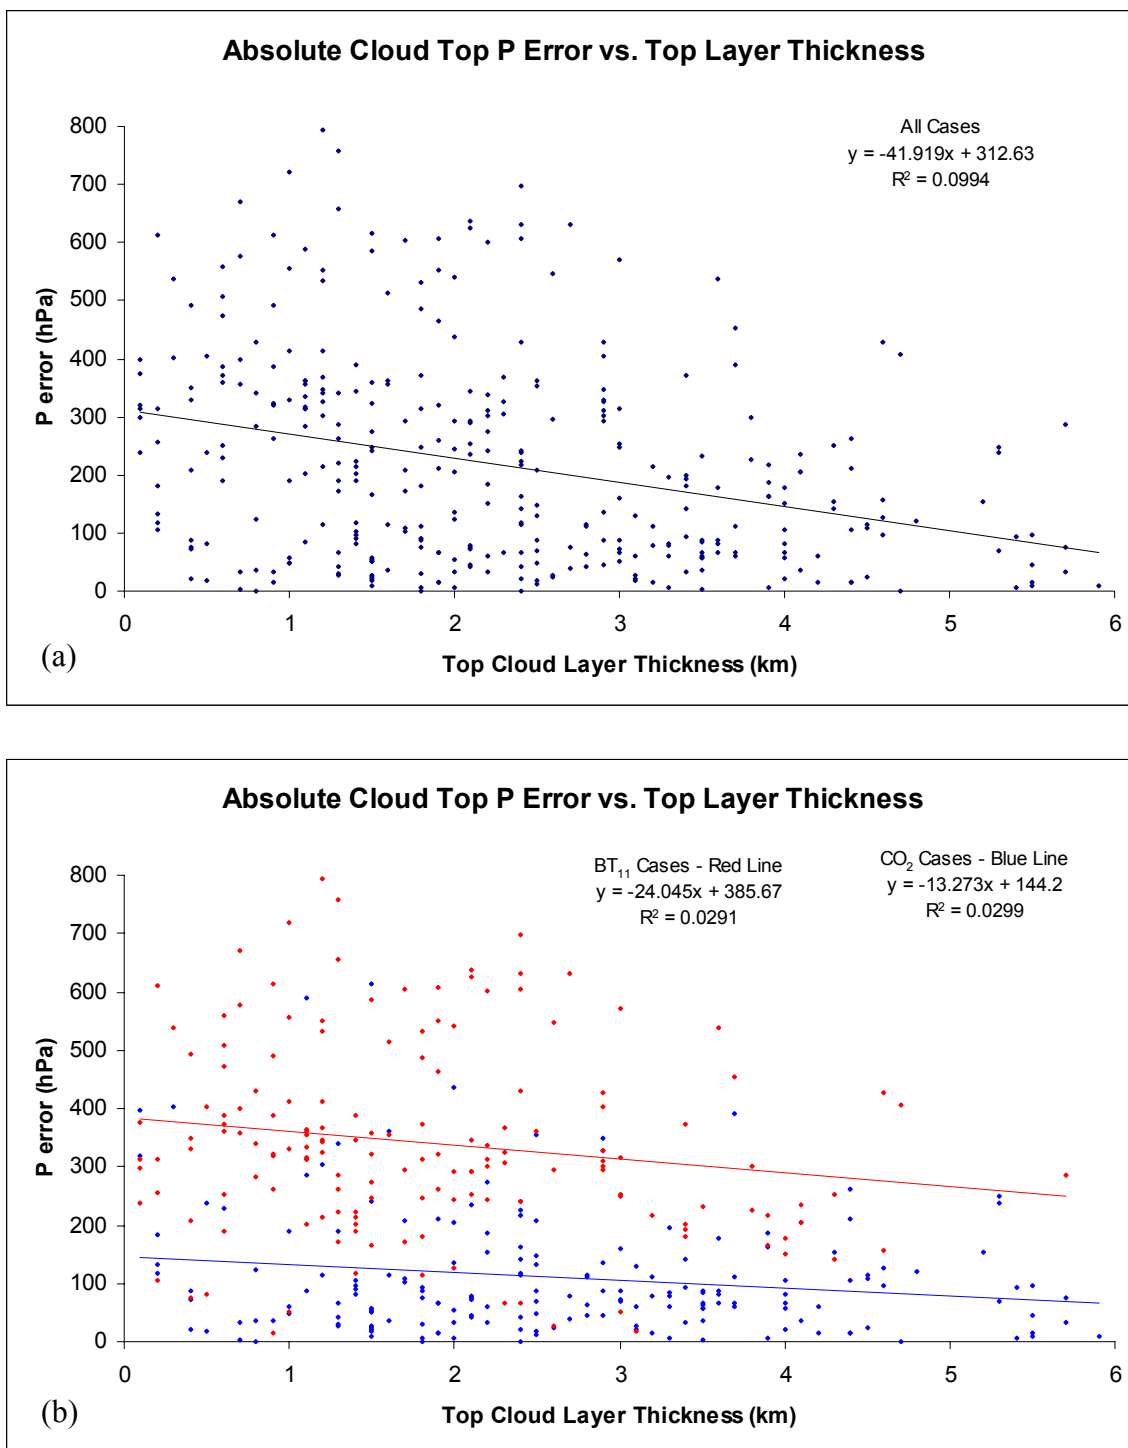 Absolute Cloud Top P Error vs. Top Layer Thickness
All Cases
y = -41.919x + 312.63
R² = 0.0994
800
700
600
500
400
300
200
100
0
P error (hPa)
0 1 2 3 4 5 6
Top Cloud Layer Thickness (km)
(a)
Absolute Cloud Top P Error vs. Top Layer Thickness
BT₁₁ Cases - Red Line
y = -24.045x + 385.67
R² = 0.0291
CO₂ Cases - Blue Line
y = -13.273x + 144.2
R² = 0.0299
800
700
600
500
400
300
200
100
0
P error (hPa)
0 1 2 3 4 5 6
Top Cloud Layer Thickness (km)
(b)